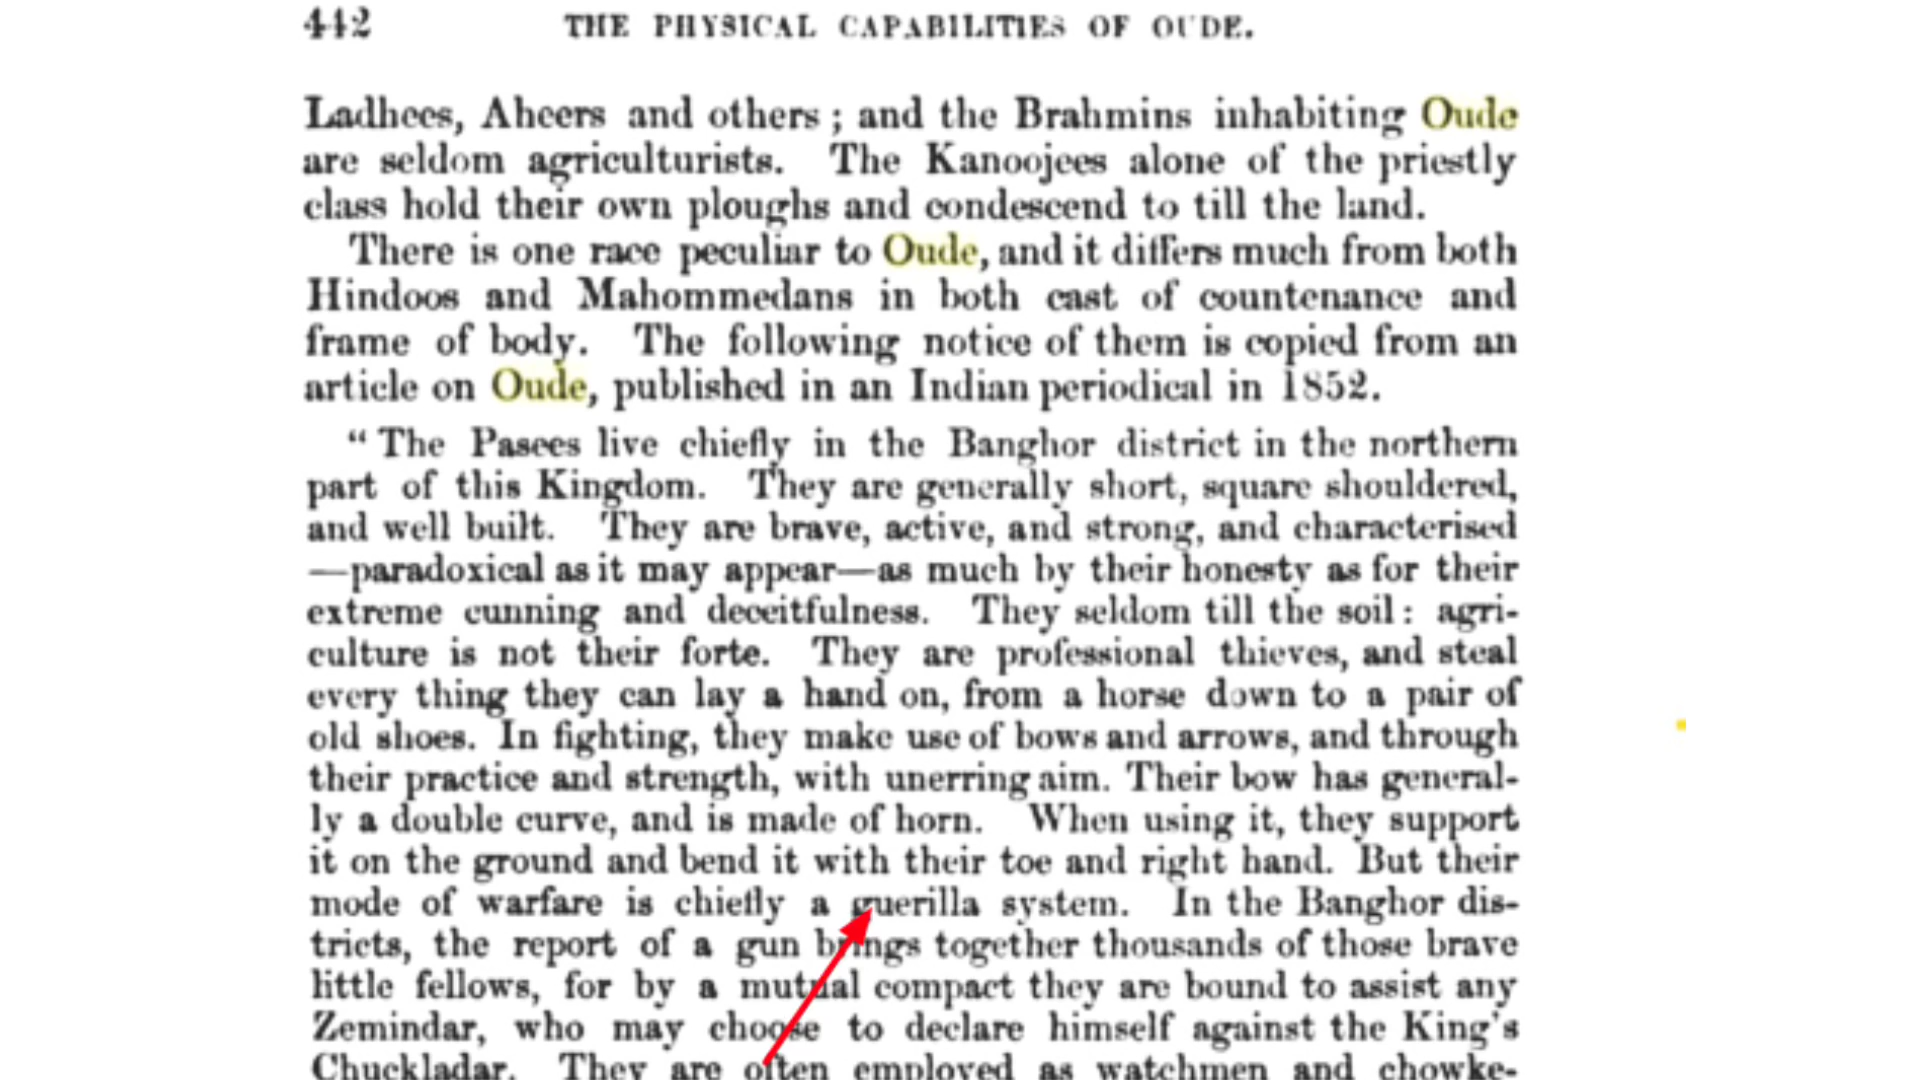 442 THE PHYSICAL CAPABILITIES OF OUDE.
Ladhees, Aheers and others ; and the Brahmins inhabiting Oude
are seldom agriculturists. The Kanoojees alone of the priestly
class hold their own ploughs and condescend to till the land.
There is one race peculiar to Oude, and it differs much from both
Hindoos and Mahommedans in both cast of countenance and
frame of body. The following notice of them is copied from an
article on Oude, published in an Indian periodical in 1852.
“ The Pasees live chiefly in the Banghor district in the northern
part of this Kingdom. They are generally short, square shouldered,
and well built. They are brave, active, and strong, and characterised
—paradoxical as it may appear—as much by their honesty as for their
extreme cunning and deceitfulness. They seldom till the soil : agri-
culture is not their forte. They are professional thieves, and steal
every thing they can lay a hand on, from a horse down to a pair of
old shoes. In fighting, they make use of bows and arrows, and through
their practice and strength, with unerring aim. Their bow has general-
ly a double curve, and is made of horn. When using it, they support
it on the ground and bend it with their toe and right hand. But their
mode of warfare is chiefly a guerilla system. In the Banghor dis-
tricts, the report of a gun brings together thousands of those brave
little fellows, for by a mutual compact they are bound to assist any
Zemindar, who may choose to declare himself against the King's
Chuckladar. They are often employed as watchmen and chowke-